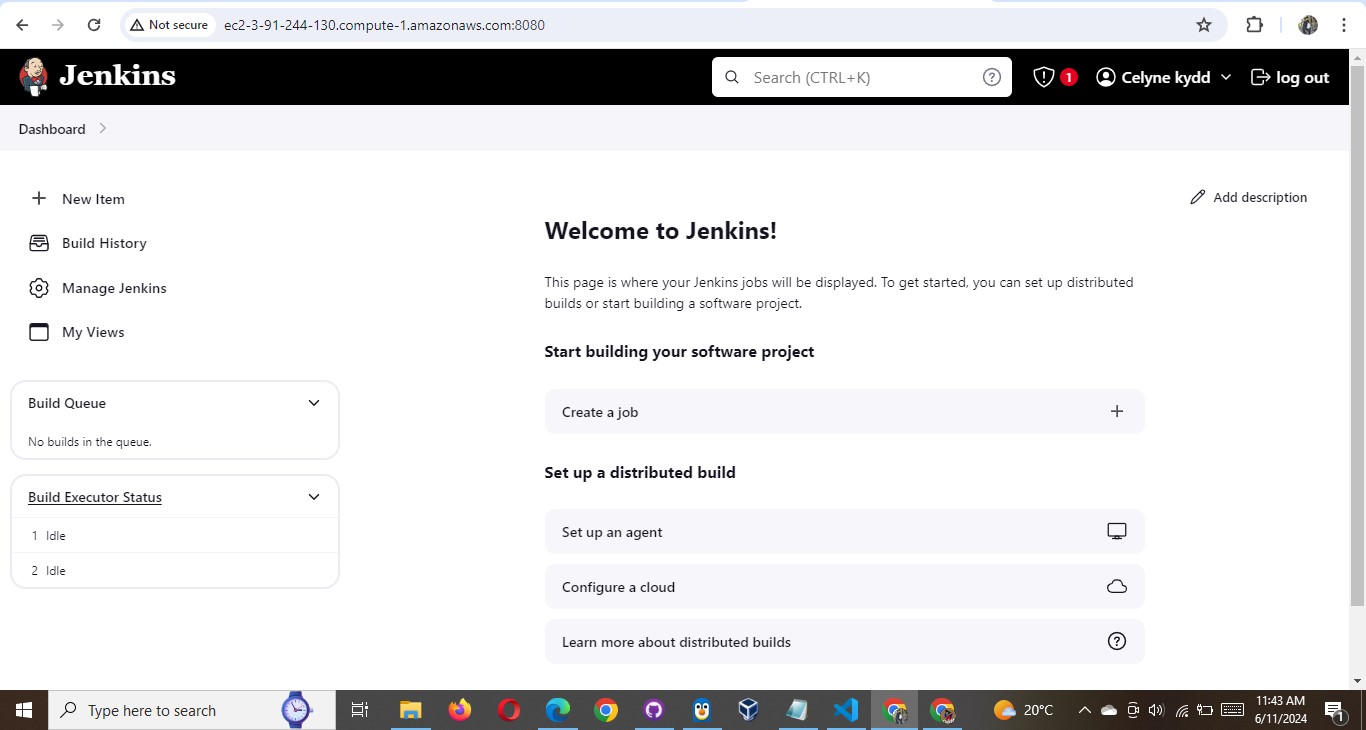 Not secure
ec2-3-91-244-130.compute-1.amazonaws.com:8080
Jenkins
Search (CTRL+K)
1
Celyne kydd
log out
Dashboard
New Item
Build History
Manage Jenkins
My Views
Build Queue
No builds in the queue.
Build Executor Status
1 Idle
2 Idle
Add description
Welcome to Jenkins!
This page is where your Jenkins jobs will be displayed. To get started, you can set up distributed
builds or start building a software project.
Start building your software project
Create a job
Set up a distributed build
Set up an agent
Configure a cloud
Learn more about distributed builds
Type here to search
20°C
11:43 AM
6/11/2024
1